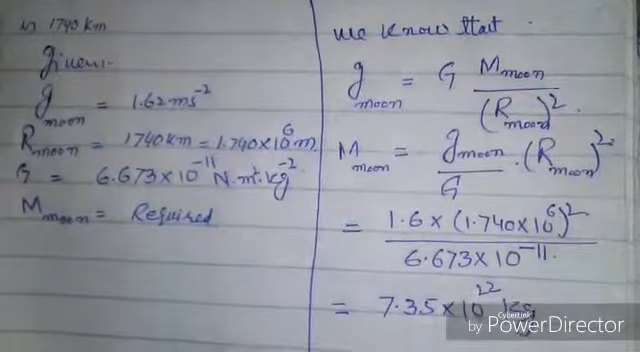 is 1740 km
Given:-
g moon = 1.62 ms⁻²
R moon = 1740 km = 1.740 × 10⁶ m
G = 6.673 × 10⁻¹¹ N.m².kg⁻²
M moon = Required
We know that
g moon = G M moon / (R moon)².
M moon = g moon / G . (R moon)²
= 1.6 × (1.740 × 10⁶)² / 6.673 × 10⁻¹¹.
= 7.35 × 10²² kg
CyberLink
by PowerDirector